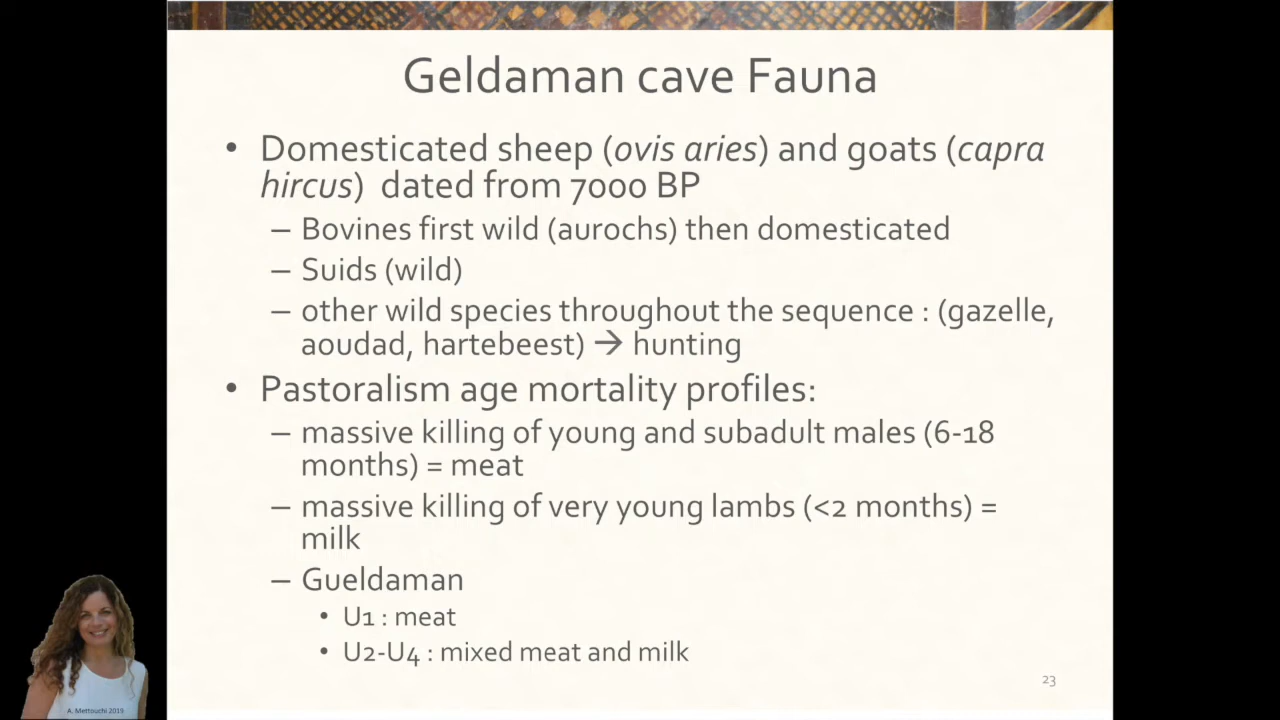 Geldaman cave Fauna
• Domesticated sheep (ovis aries) and goats (capra
hircus) dated from 7000 BP
– Bovines first wild (aurochs) then domesticated
– Suids (wild)
– other wild species throughout the sequence : (gazelle,
aoudad, hartebeest) → hunting
• Pastoralism age mortality profiles:
– massive killing of young and subadult males (6-18
months) = meat
– massive killing of very young lambs (<2 months) =
milk
– Gueldaman
• U1 : meat
• U2-U4 : mixed meat and milk
23
A. Mettouchi 2019